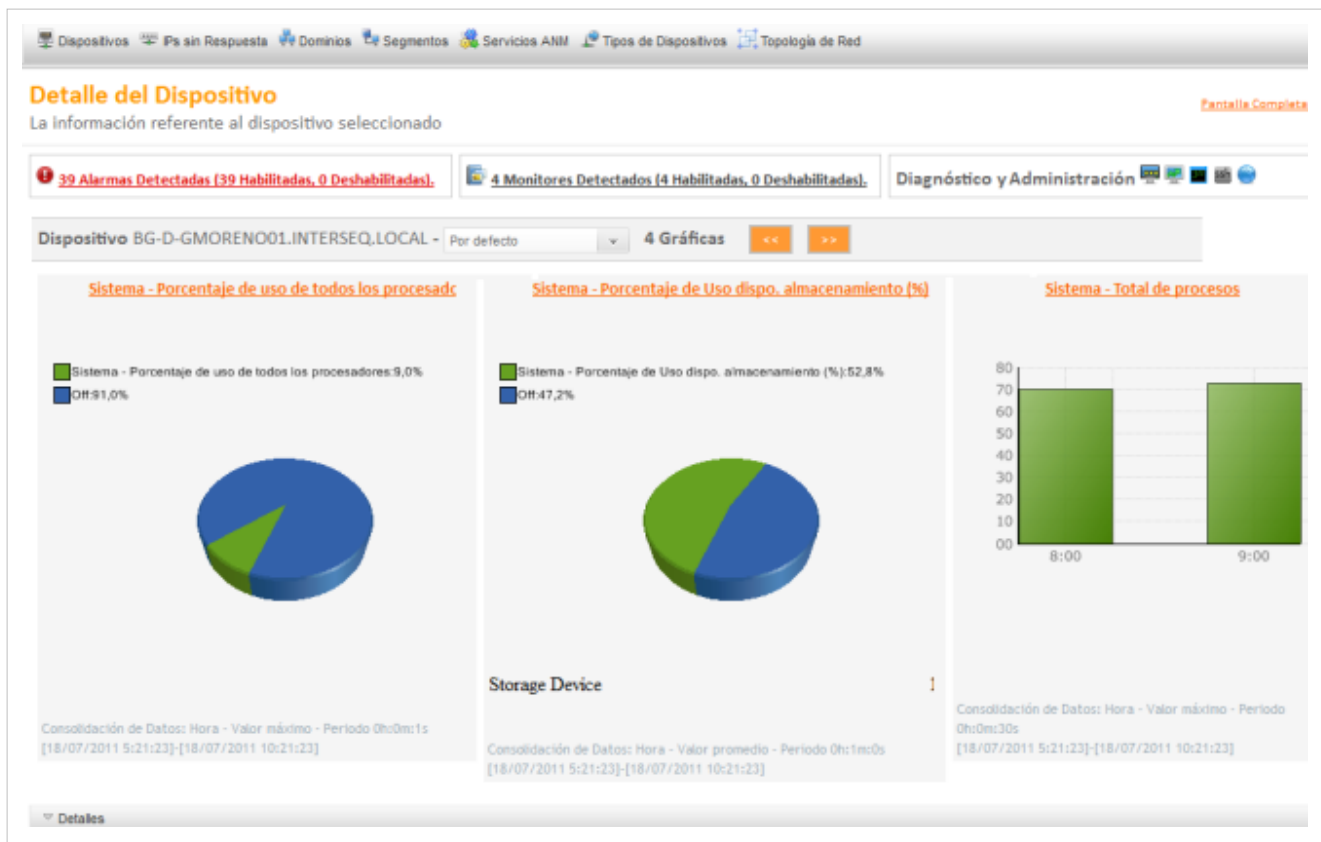 Dispositivos IPs sin Respuesta Dominios Segmentos Servicios ANM Tipos de Dispositivos Topología de Red
Detalle del Dispositivo
Pantalla Completa
La información referente al dispositivo seleccionado
39 Alarmas Detectadas (39 Habilitadas, 0 Deshabilitadas).
4 Monitores Detectados (4 Habilitadas, 0 Deshabilitadas).
Diagnóstico y Administración
Dispositivo BG-D-GMORENO01.INTERSEQ.LOCAL - Por defecto 4 Gráficas << >>
Sistema - Porcentaje de uso de todos los procesadc
Sistema - Porcentaje de uso de todos los procesadores:9,0%
Off:91,0%
Consolidación de Datos: Hora - Valor máximo - Periodo 0h:0m:1s
[18/07/2011 5:21:23]-[18/07/2011 10:21:23]
Sistema - Porcentaje de Uso dispo. almacenamiento (%)
Sistema - Porcentaje de Uso dispo. almacenamiento (%):52,8%
Off:47,2%
Storage Device 1
Consolidación de Datos: Hora - Valor promedio - Periodo 0h:1m:0s
[18/07/2011 5:21:23]-[18/07/2011 10:21:23]
Sistema - Total de procesos
80
70
60
50
40
30
20
10
00
8:00 9:00
Consolidación de Datos: Hora - Valor máximo - Periodo
0h:0m:30s
[18/07/2011 5:21:23]-[18/07/2011 10:21:23]
Detalles